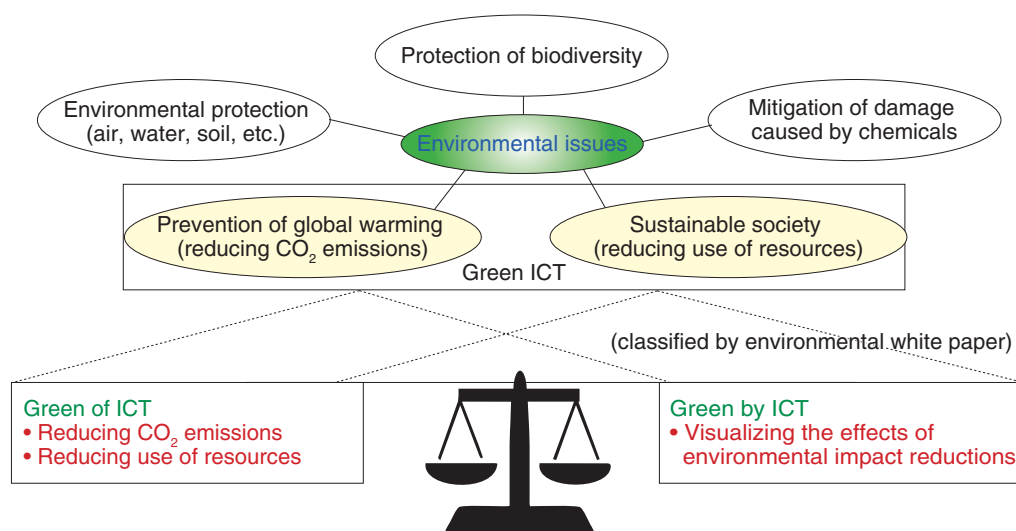 Protection of biodiversity
Environmental protection
(air, water, soil, etc.)
Mitigation of damage
caused by chemicals
Environmental issues
Prevention of global warming
(reducing CO₂ emissions)
Sustainable society
(reducing use of resources)
Green ICT
(classified by environmental white paper)
Green of ICT
• Reducing CO₂ emissions
• Reducing use of resources
Green by ICT
• Visualizing the effects of
environmental impact reductions